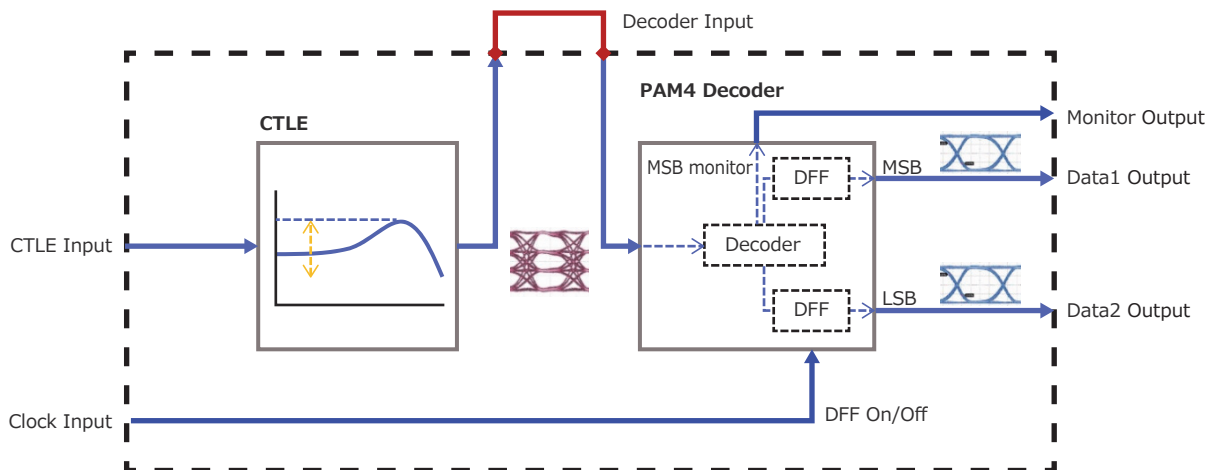 Decoder Input
PAM4 Decoder
CTLE
Monitor Output
MSB monitor
DFF
MSB
Data1 Output
CTLE Input
Decoder
DFF
LSB
Data2 Output
Clock Input
DFF On/Off